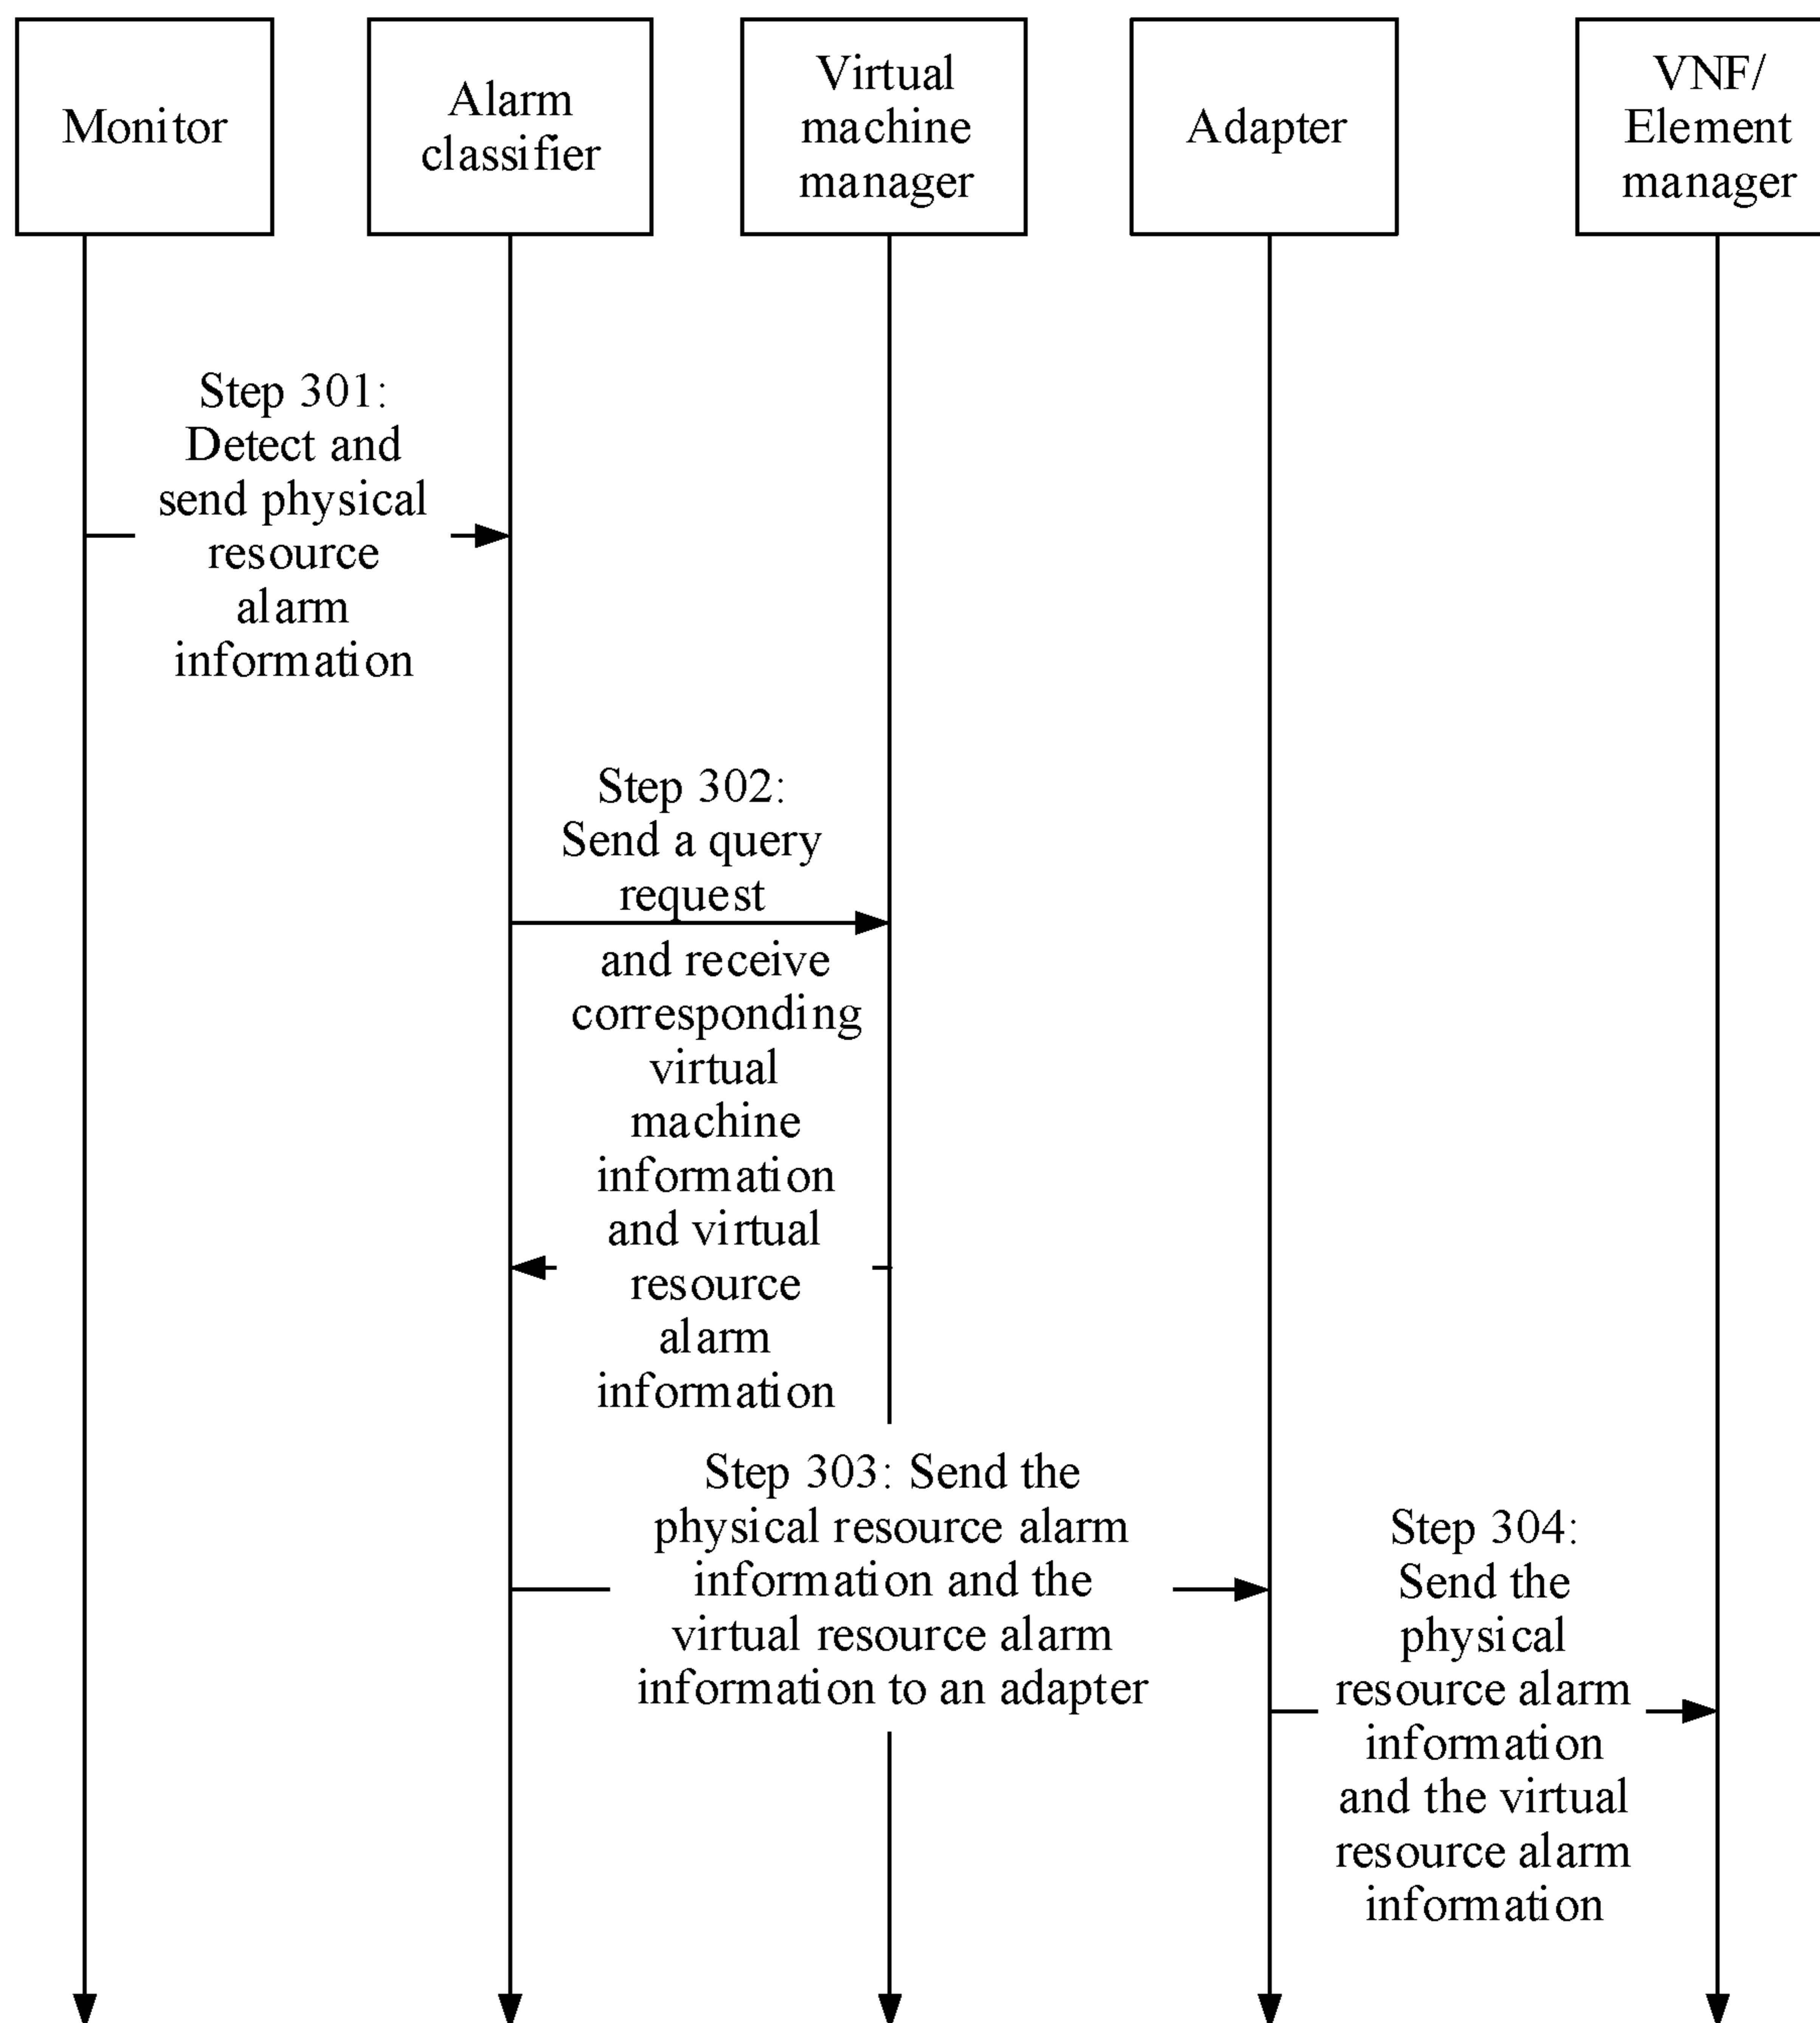 Monitor
Alarm
classifier
Virtual
machine
manager
Adapter
VNF/
Element
manager
Step 301:
Detect and
send physical
resource
alarm
information
Step 302:
Send a query
request
and receive
corresponding
virtual
machine
information
and virtual
resource
alarm
information
Step 303: Send the
physical resource alarm
information and the
virtual resource alarm
information to an adapter
Step 304:
Send the
physical
resource alarm
information
and the virtual
resource alarm
information